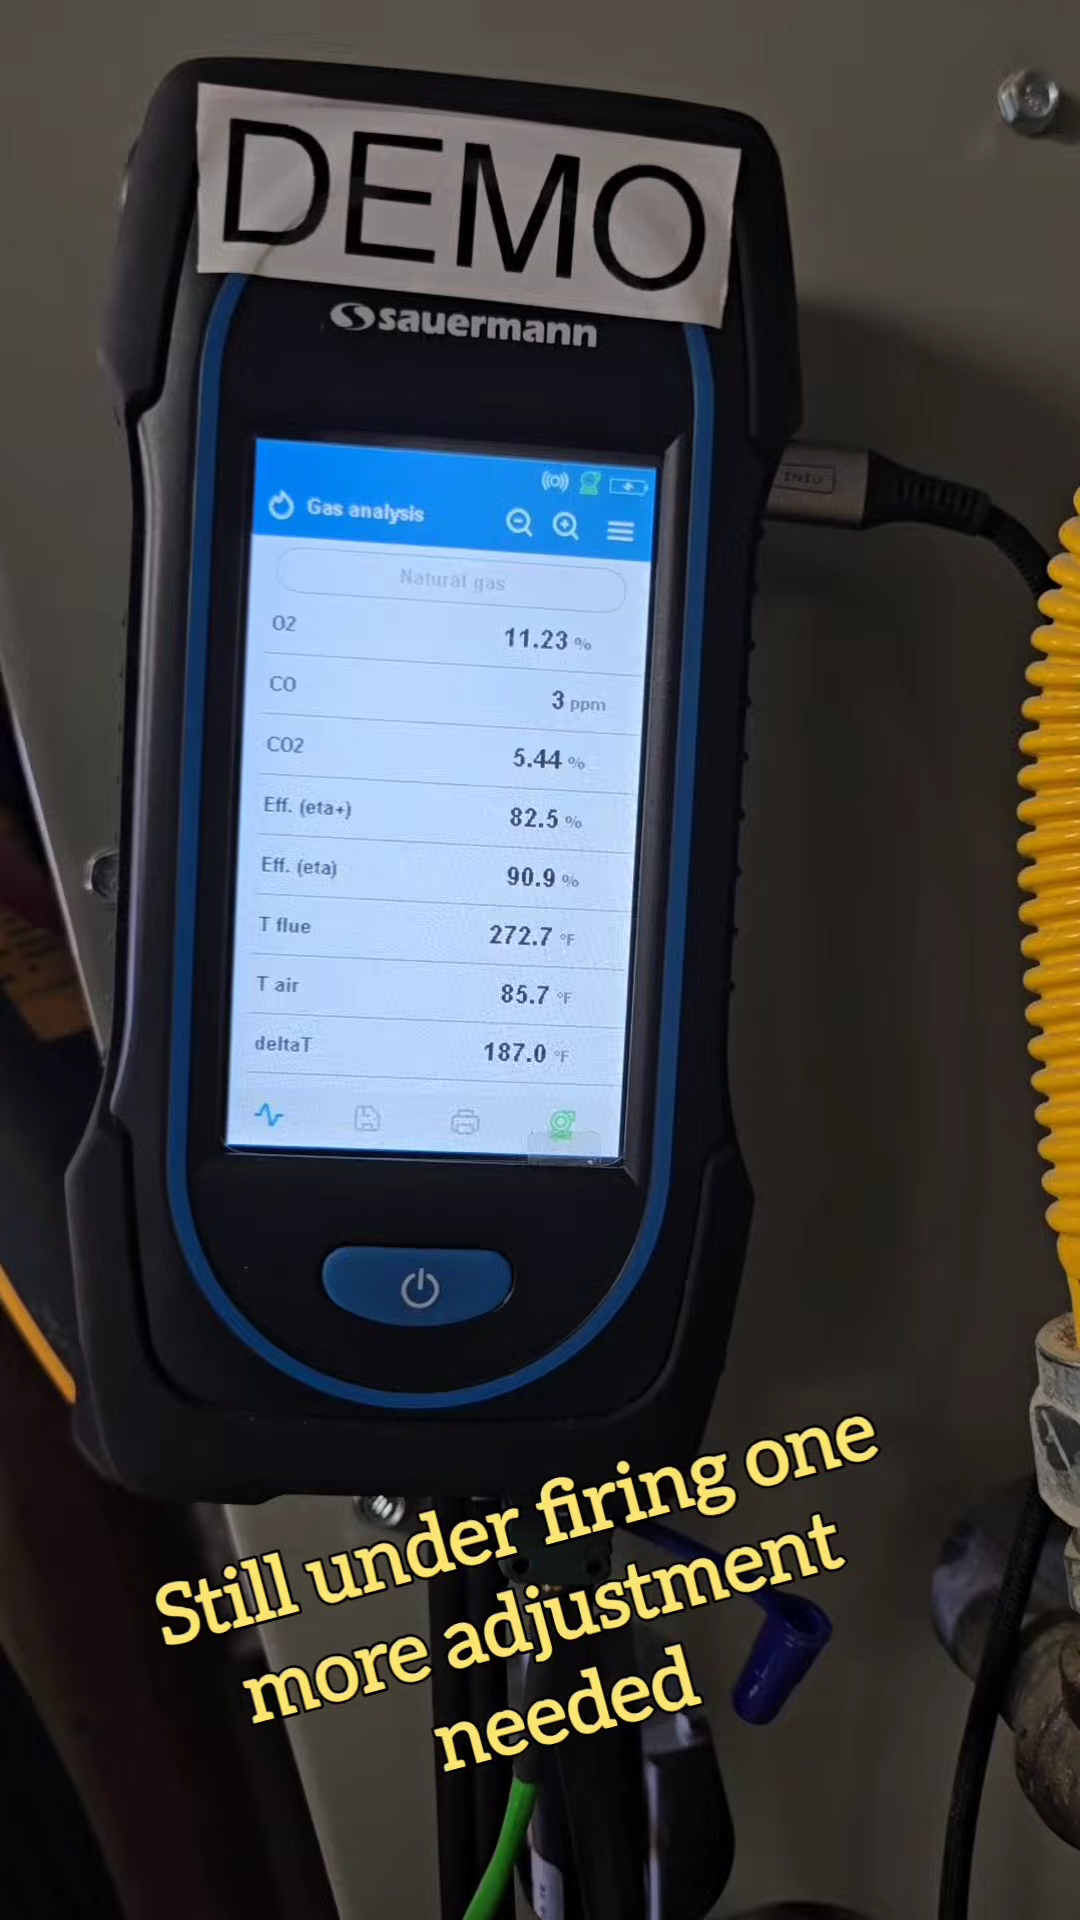 DEMO
sauermann
Gas analysis
Natural gas
O2 11.23 %
CO 3 ppm
CO2 5.44 %
Eff. (eta+) 82.5 %
Eff. (eta) 90.9 %
T flue 272.7 °F
T air 85.7 °F
deltaT 187.0 °F
INIU
Still under firing one
more adjustment
needed